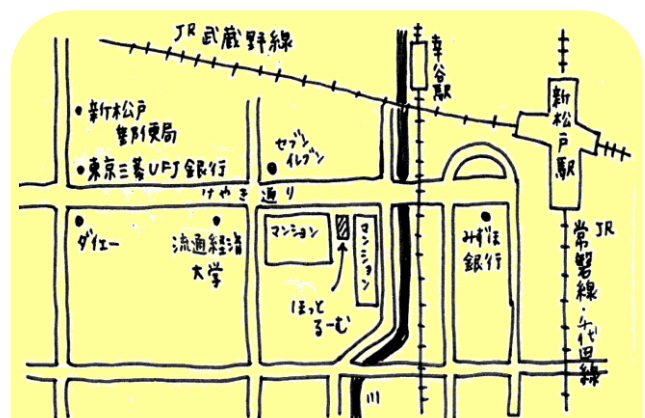 JR武蔵野線
幸谷駅
新松戸駅
新松戸
郵便局
セブン
イレブン
東京三菱UFJ銀行
けやき通り
ダイエー
流通経済
大学
マンション
マンション
みずほ
銀行
JR
常磐線・千代田線
ほっと
るーむ
川